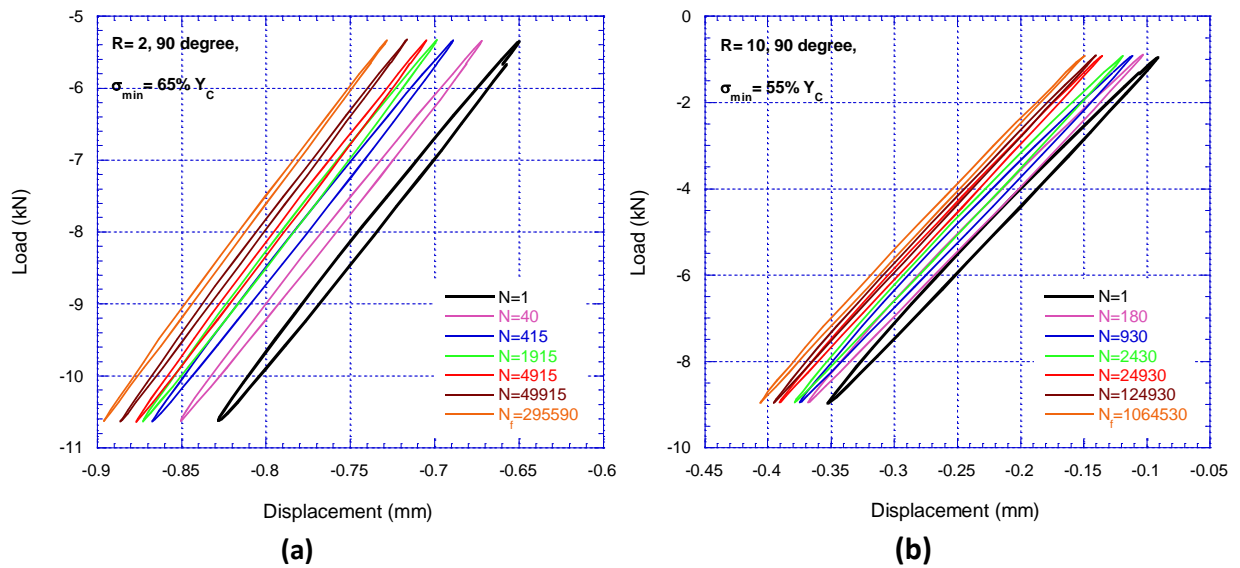 R= 2, 90 degree,
σmin= 65% YC
-5
-6
-7
-8
-9
-10
-11
Load (kN)
N=1
N=40
N=415
N=1915
N=4915
N=49915
Nf=295590
-0.9 -0.85 -0.8 -0.75 -0.7 -0.65 -0.6
Displacement (mm)
(a)
R= 10, 90 degree,
σmin= 55% YC
0
-2
-4
-6
-8
-10
Load (kN)
N=1
N=180
N=930
N=2430
N=24930
N=124930
Nf=1064530
-0.45 -0.4 -0.35 -0.3 -0.25 -0.2 -0.15 -0.1 -0.05
Displacement (mm)
(b)